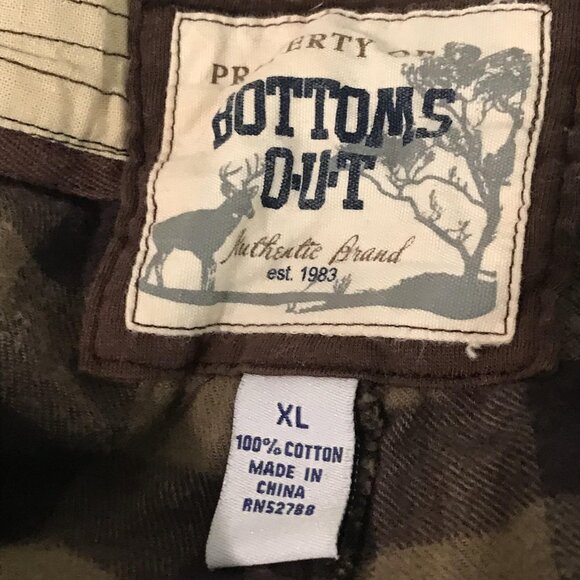 PROPERTY OF
BOTTOMS
O·U·T
Authentic Brand
est. 1983
XL
100% COTTON
MADE IN
CHINA
RN52788